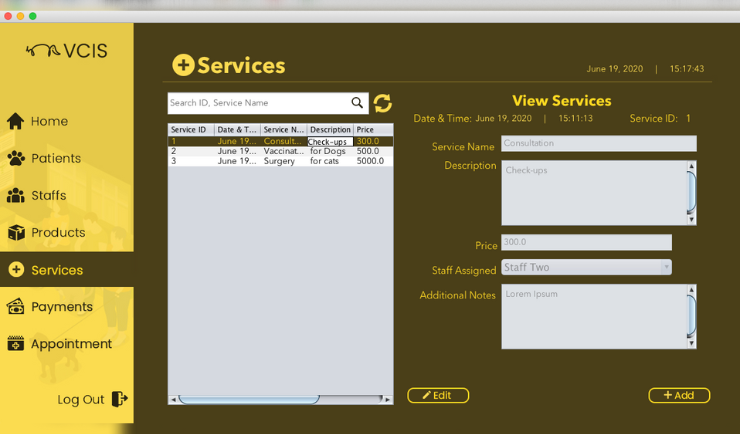 VCIS
Home
Patients
Staffs
Products
Services
Payments
Appointment
Log Out
Services
June 19, 2020 | 15:17:43
Search ID, Service Name
Service ID Date & T... Service N... Description Price
1 June 19... Consult... Check-ups 300.0
2 June 19... Vaccinat... for Dogs 500.0
3 June 19... Surgery for cats 5000.0
View Services
Date & Time: June 19, 2020 | 15:11:13 Service ID: 1
Service Name Consultation
Description Check-ups
Price 300.0
Staff Assigned Staff Two
Additional Notes Lorem Ipsum
Edit
+ Add